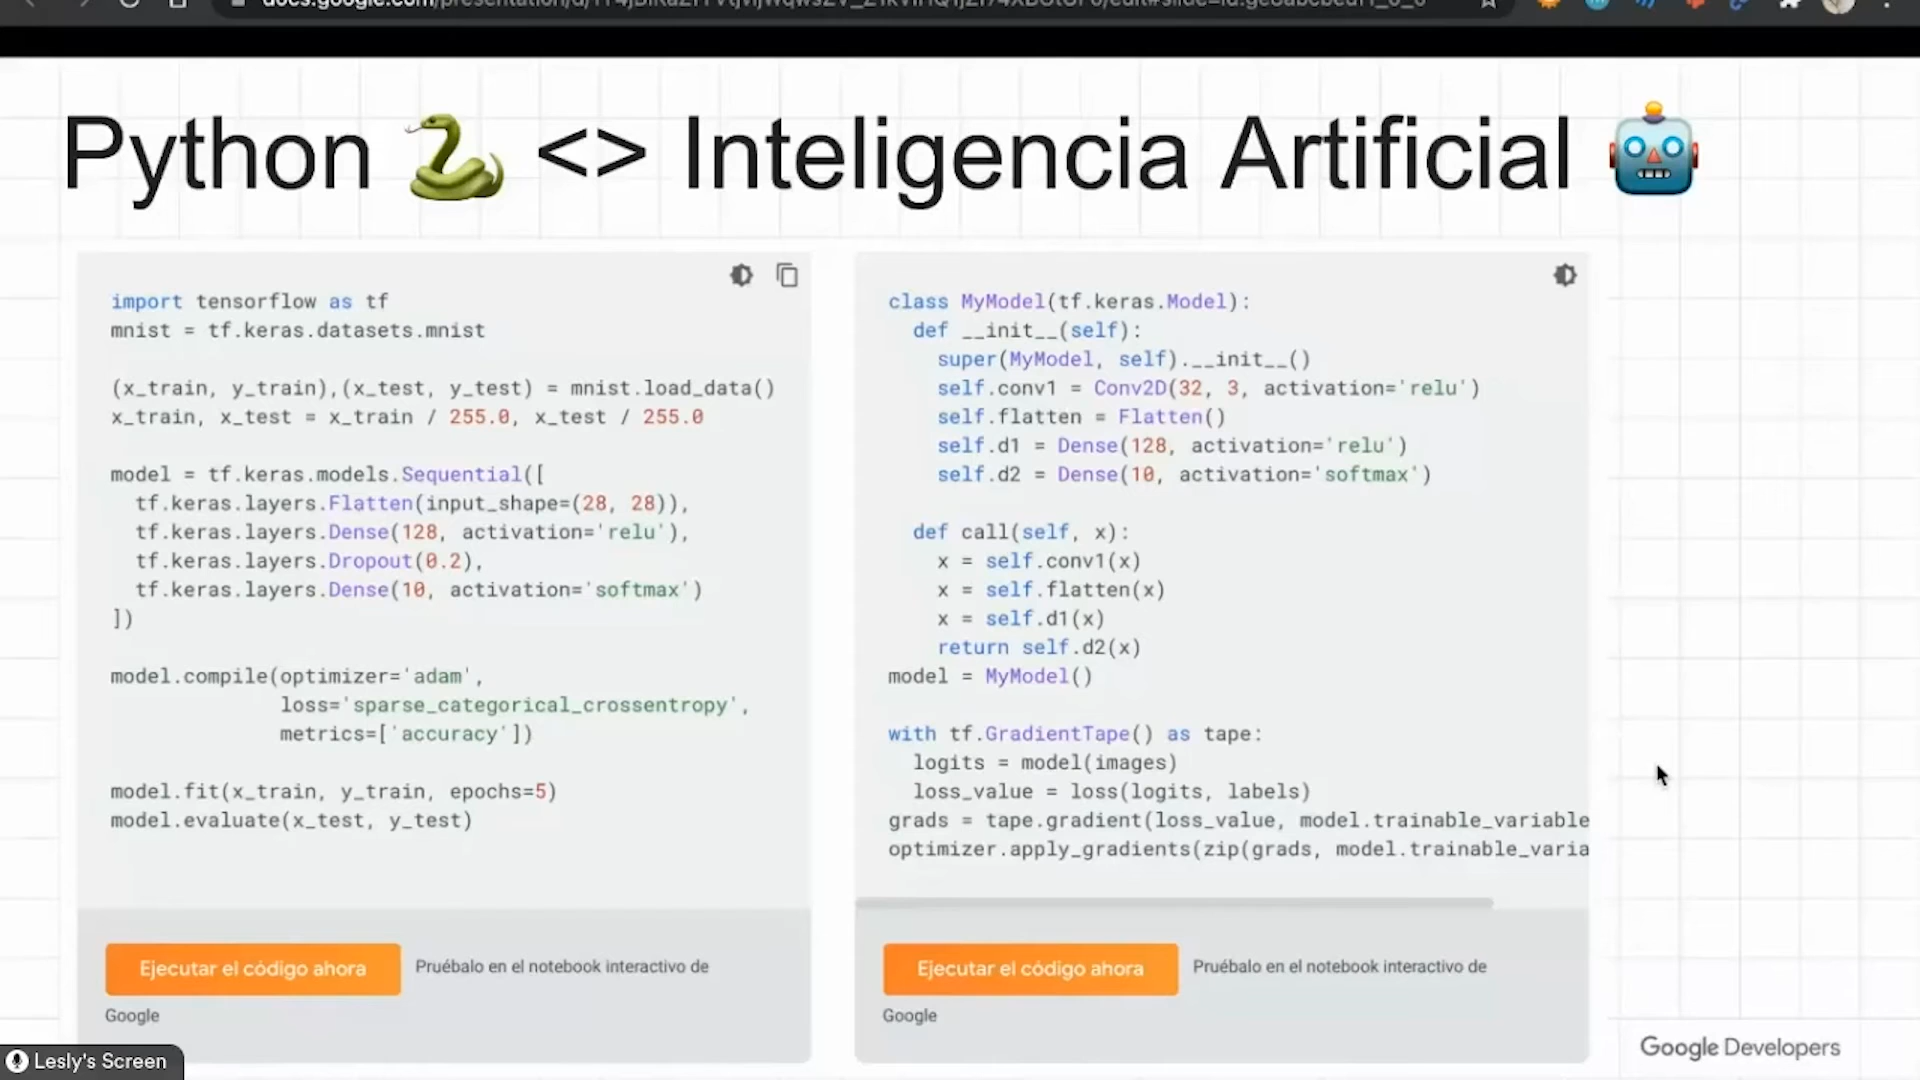 Python <> Inteligencia Artificial
import tensorflow as tf
mnist = tf.keras.datasets.mnist
(x_train, y_train),(x_test, y_test) = mnist.load_data()
x_train, x_test = x_train / 255.0, x_test / 255.0
model = tf.keras.models.Sequential([
  tf.keras.layers.Flatten(input_shape=(28, 28)),
  tf.keras.layers.Dense(128, activation='relu'),
  tf.keras.layers.Dropout(0.2),
  tf.keras.layers.Dense(10, activation='softmax')
])
model.compile(optimizer='adam',
              loss='sparse_categorical_crossentropy',
              metrics=['accuracy'])
model.fit(x_train, y_train, epochs=5)
model.evaluate(x_test, y_test)
Ejecutar el código ahora Pruébalo en el notebook interactivo de
Google
class MyModel(tf.keras.Model):
  def __init__(self):
    super(MyModel, self).__init__()
    self.conv1 = Conv2D(32, 3, activation='relu')
    self.flatten = Flatten()
    self.d1 = Dense(128, activation='relu')
    self.d2 = Dense(10, activation='softmax')
  def call(self, x):
    x = self.conv1(x)
    x = self.flatten(x)
    x = self.d1(x)
    return self.d2(x)
model = MyModel()
with tf.GradientTape() as tape:
  logits = model(images)
  loss_value = loss(logits, labels)
grads = tape.gradient(loss_value, model.trainable_variable
optimizer.apply_gradients(zip(grads, model.trainable_varia
Ejecutar el código ahora Pruébalo en el notebook interactivo de
Google
Google Developers
Lesly's Screen